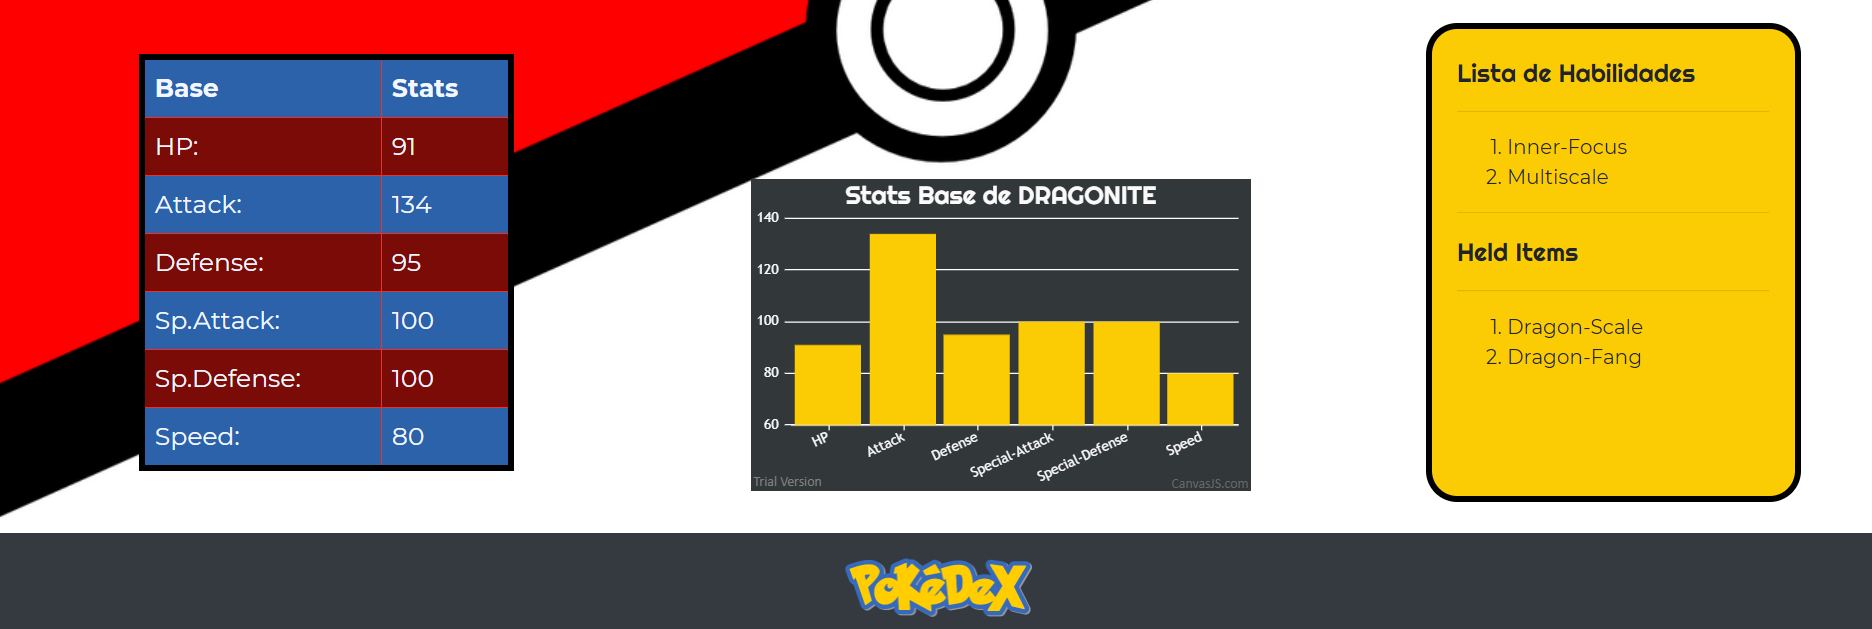 Base Stats
HP: 91
Attack: 134
Defense: 95
Sp.Attack: 100
Sp.Defense: 100
Speed: 80
Stats Base de DRAGONITE
140
120
100
80
60
HP Attack Defense Special-Attack Special-Defense Speed
Trial Version CanvasJS.com
Lista de Habilidades
1. Inner-Focus
2. Multiscale
Held Items
1. Dragon-Scale
2. Dragon-Fang
PoKéDeX